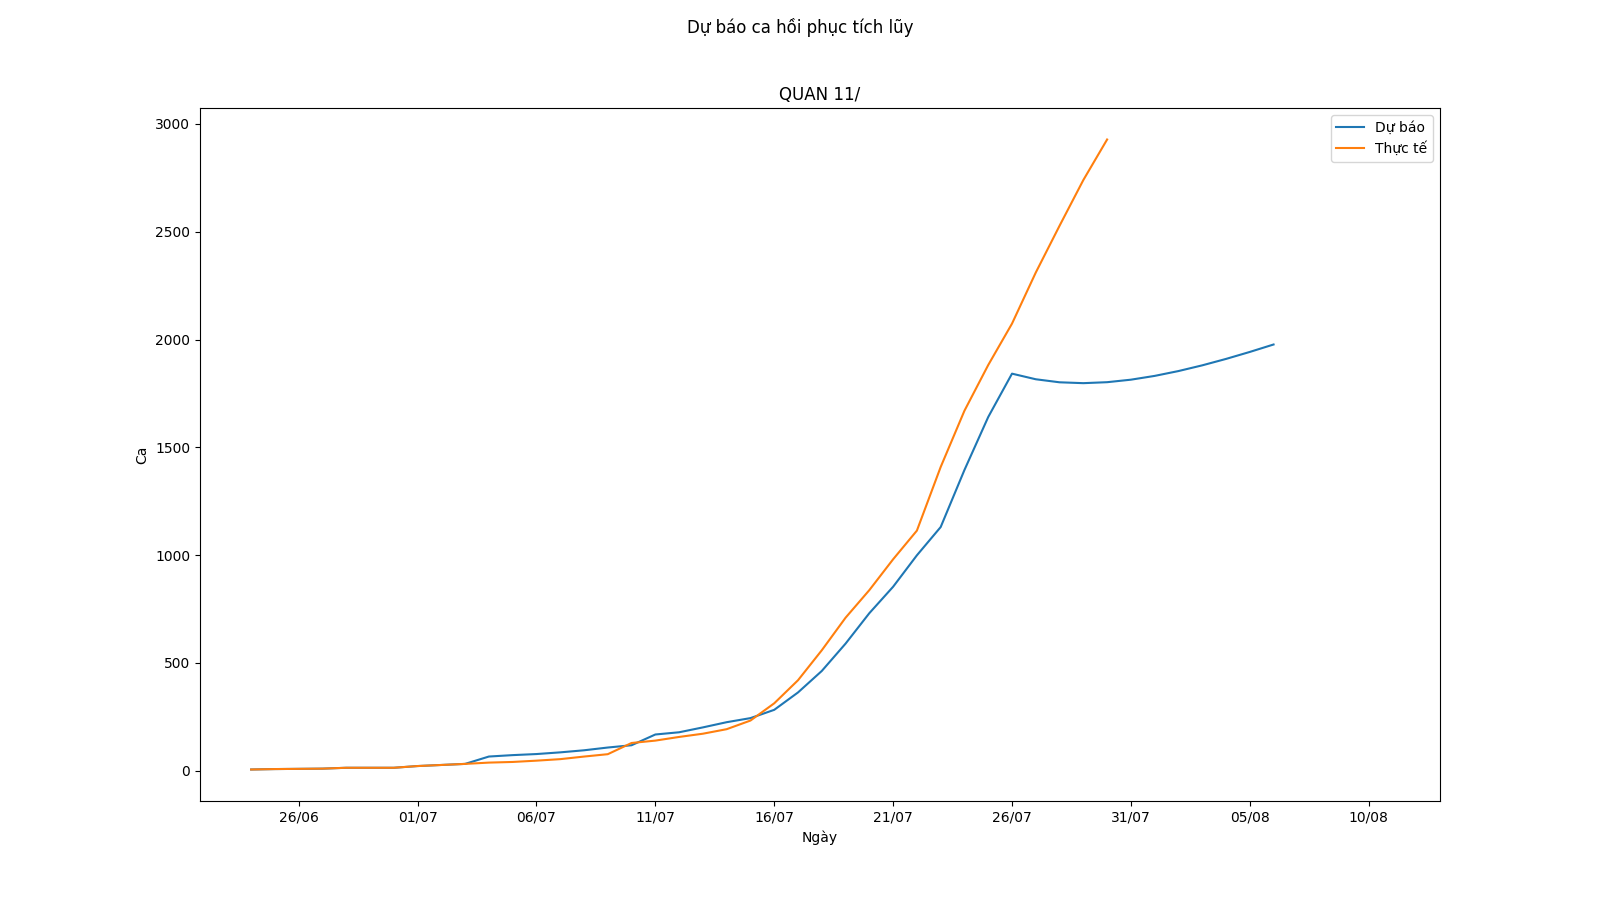 Dự báo ca hồi phục tích lũy
QUAN 11/
Dự báo
Thực tế
3000
2500
2000
1500
1000
500
0
Ca
26/06 01/07 06/07 11/07 16/07 21/07 26/07 31/07 05/08 10/08
Ngày